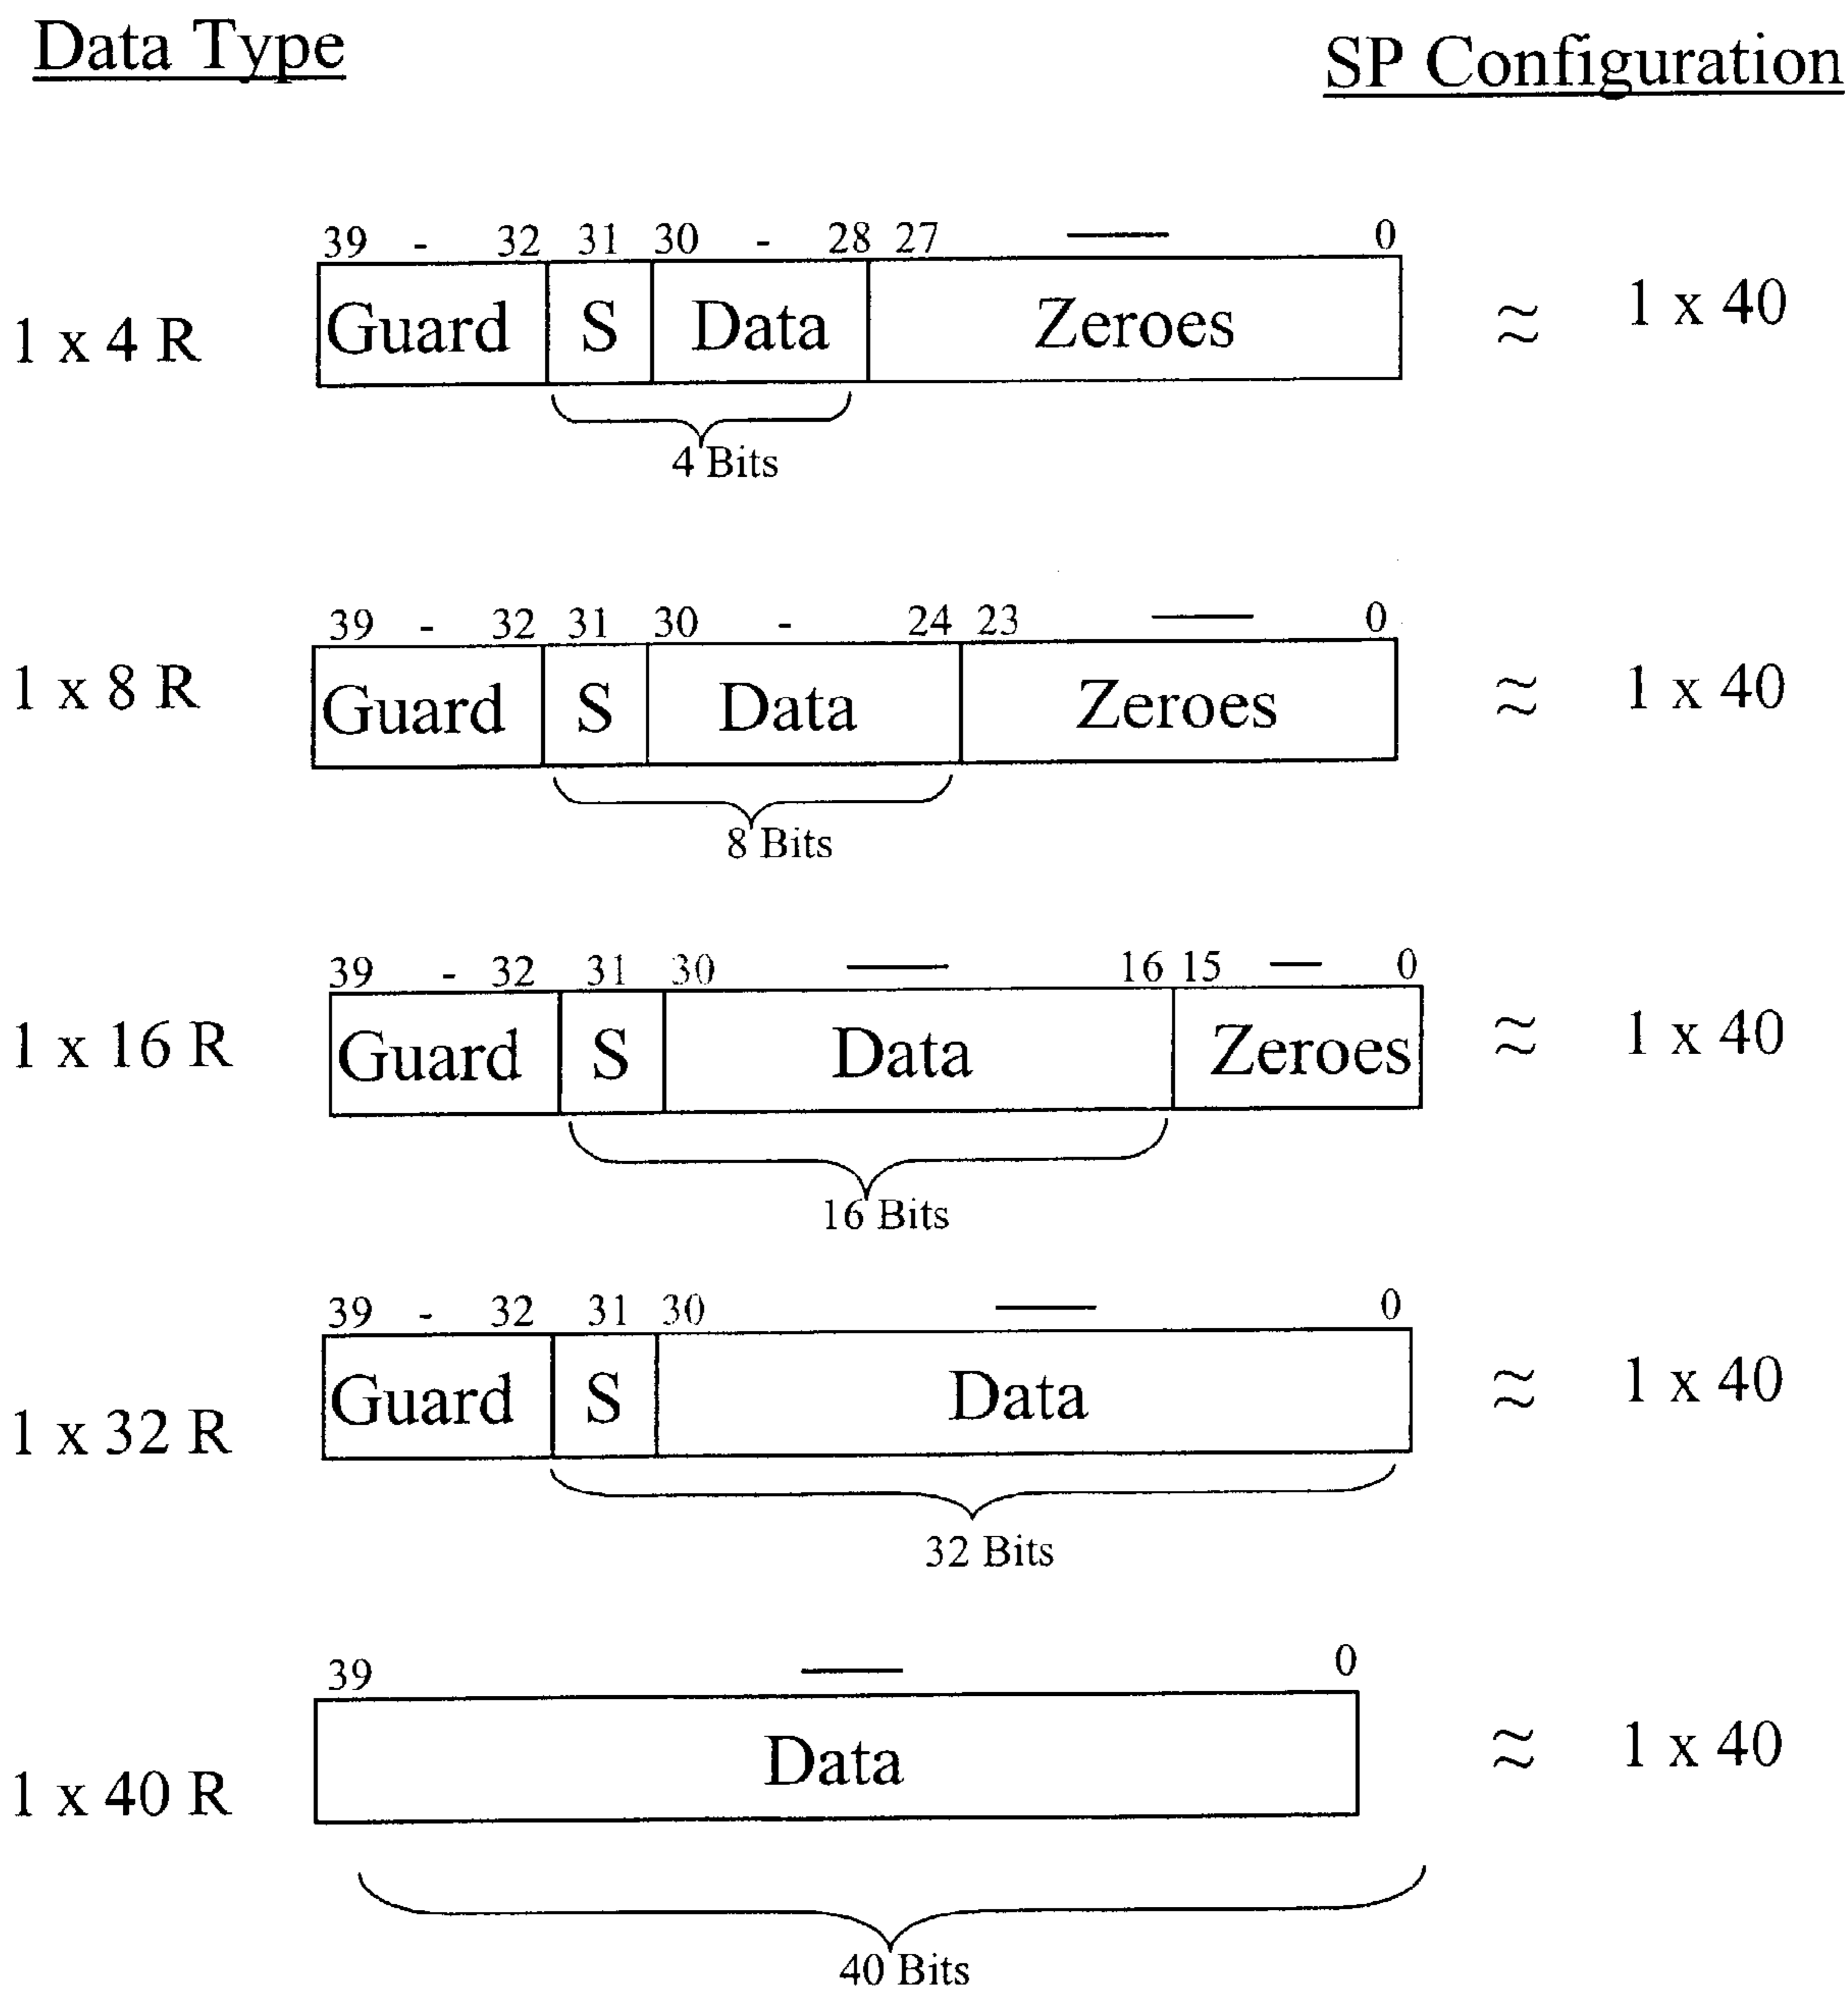 Data Type SP Configuration
39 - 32 31 30 - 28 27 — 0
1 x 4 R Guard S Data Zeroes ≈ 1 x 40
4 Bits
39 - 32 31 30 - 24 23 — 0
1 x 8 R Guard S Data Zeroes ≈ 1 x 40
8 Bits
39 - 32 31 30 — 16 15 — 0
1 x 16 R Guard S Data Zeroes ≈ 1 x 40
16 Bits
39 - 32 31 30 — 0
1 x 32 R Guard S Data ≈ 1 x 40
32 Bits
39 — 0
1 x 40 R Data ≈ 1 x 40
40 Bits